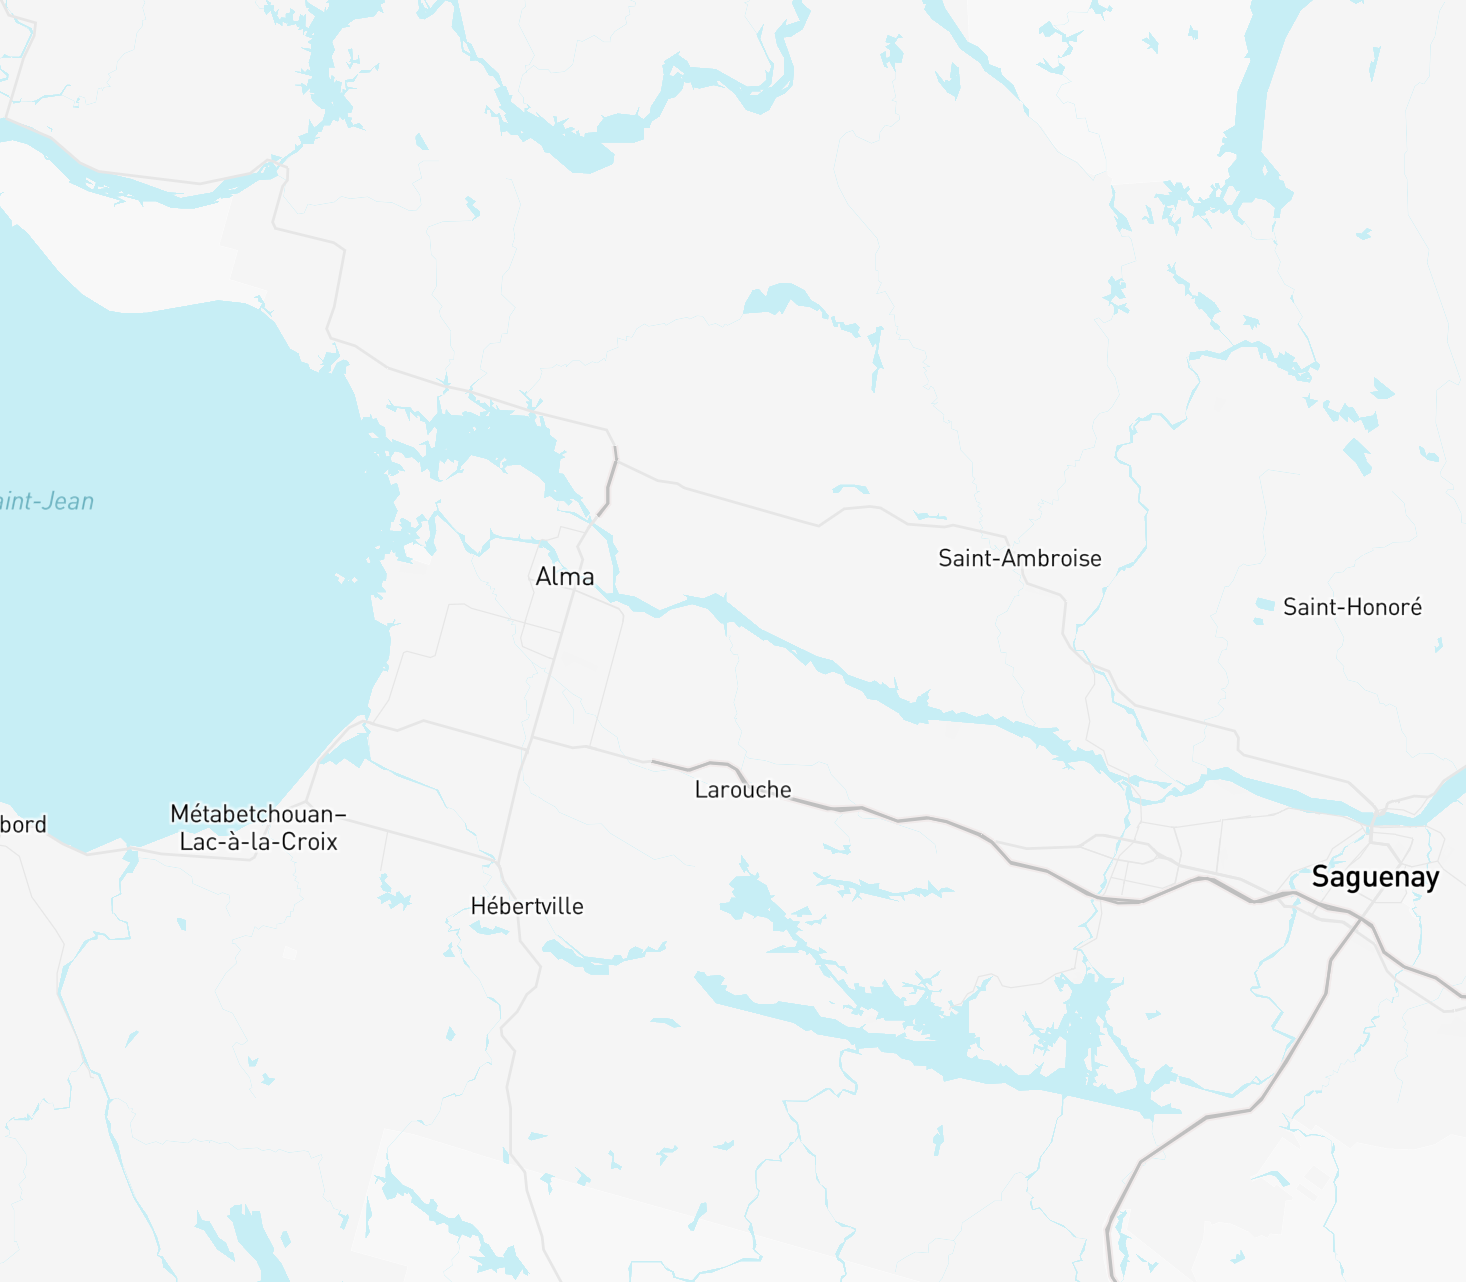 aint-Jean
Saint-Ambroise
Alma
Saint-Honoré
Larouche
Métabetchouan–
Lac-à-la-Croix
bord
Saguenay
Hébertville